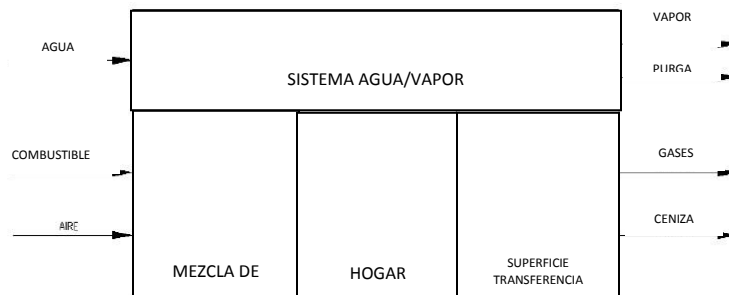 VAPOR
AGUA
PURGA
SISTEMA AGUA/VAPOR
COMBUSTIBLE
GASES
AIRE
CENIZA
MEZCLA DE
HOGAR
SUPERFICIE
TRANSFERENCIA